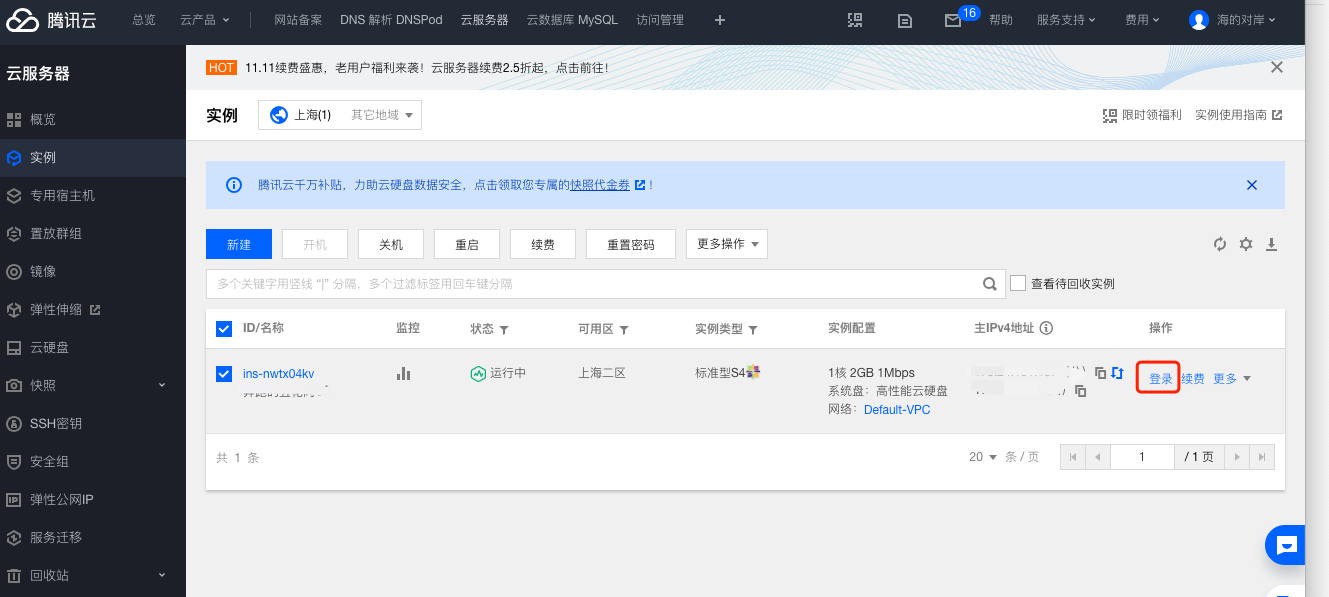 腾讯云 总览 云产品 网站备案 DNS 解析 DNSPod 云服务器 云数据库 MySQL 访问管理 16 帮助 服务支持 费用 海的对岸
云服务器
HOT 11.11续费盛惠，老用户福利来袭！云服务器续费2.5折起，点击前往！
概览
实例
专用宿主机
置放群组
镜像
弹性伸缩
云硬盘
快照
SSH密钥
安全组
弹性公网IP
服务迁移
回收站
实例 上海(1) 其它地域 限时领福利 实例使用指南
腾讯云千万补贴，力助云硬盘数据安全，点击领取您专属的快照代金券！
新建 开机 关机 重启 续费 重置密码 更多操作
多个关键字用竖线 “|” 分隔，多个过滤标签用回车键分隔 查看待回收实例
ID/名称 监控 状态 可用区 实例类型 实例配置 主IPv4地址 操作
ins-nwtx04kv 运行中 上海二区 标准型S4 1核 2GB 1Mbps 登录 续费 更多
系统盘：高性能云硬盘
网络：Default-VPC
共 1 条 20 条 / 页 1 / 1 页